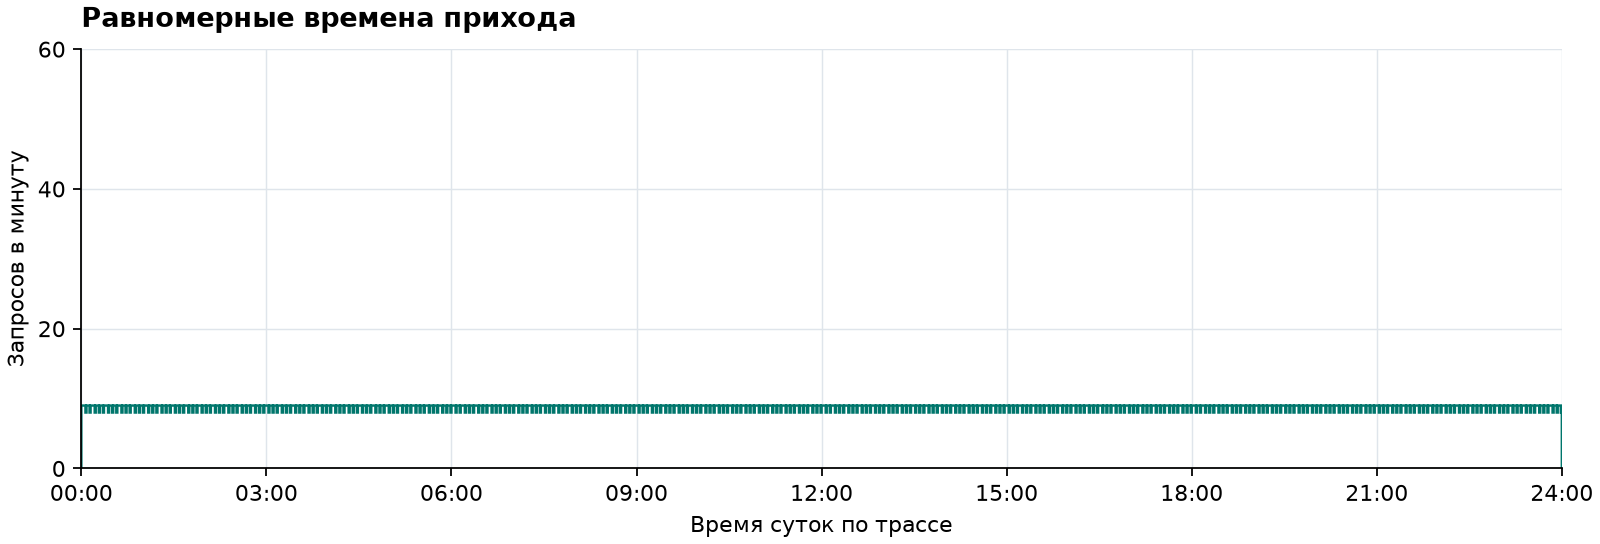 Равномерные времена прихода
Запросов в минуту
60
40
20
0
00:00 03:00 06:00 09:00 12:00 15:00 18:00 21:00 24:00
Время суток по трассе